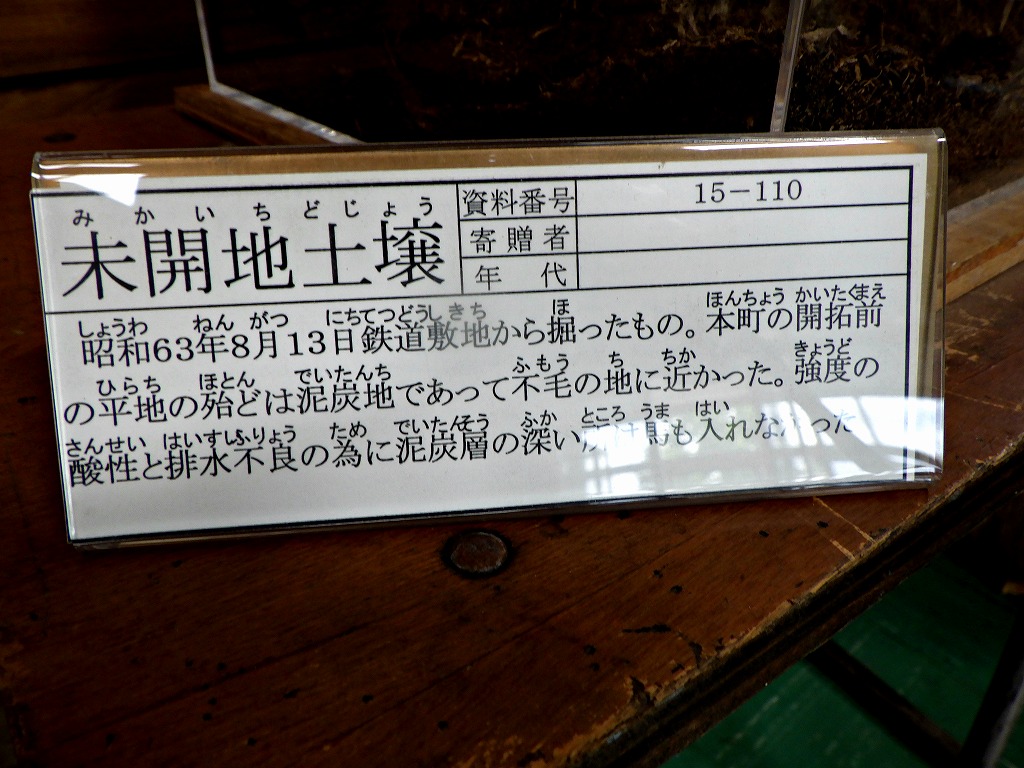 みかいちどじょう
未開地土壌
資料番号 15-110
寄贈者
年代
しょうわ ねん がつ にちてつどうしきち ほ ほんちょう かいたくまえ
昭和63年8月13日鉄道敷地から掘ったもの。本町の開拓前
ひらち ほとん でいたんち ふもう ち ちか きょうど
の平地の殆どは泥炭地であって不毛の地に近かった。強度の
さんせい はいすいふりょう ため でいたんそう ふか ところ うま はい
酸性と排水不良の為に泥炭層の深い所は馬も入れなかった